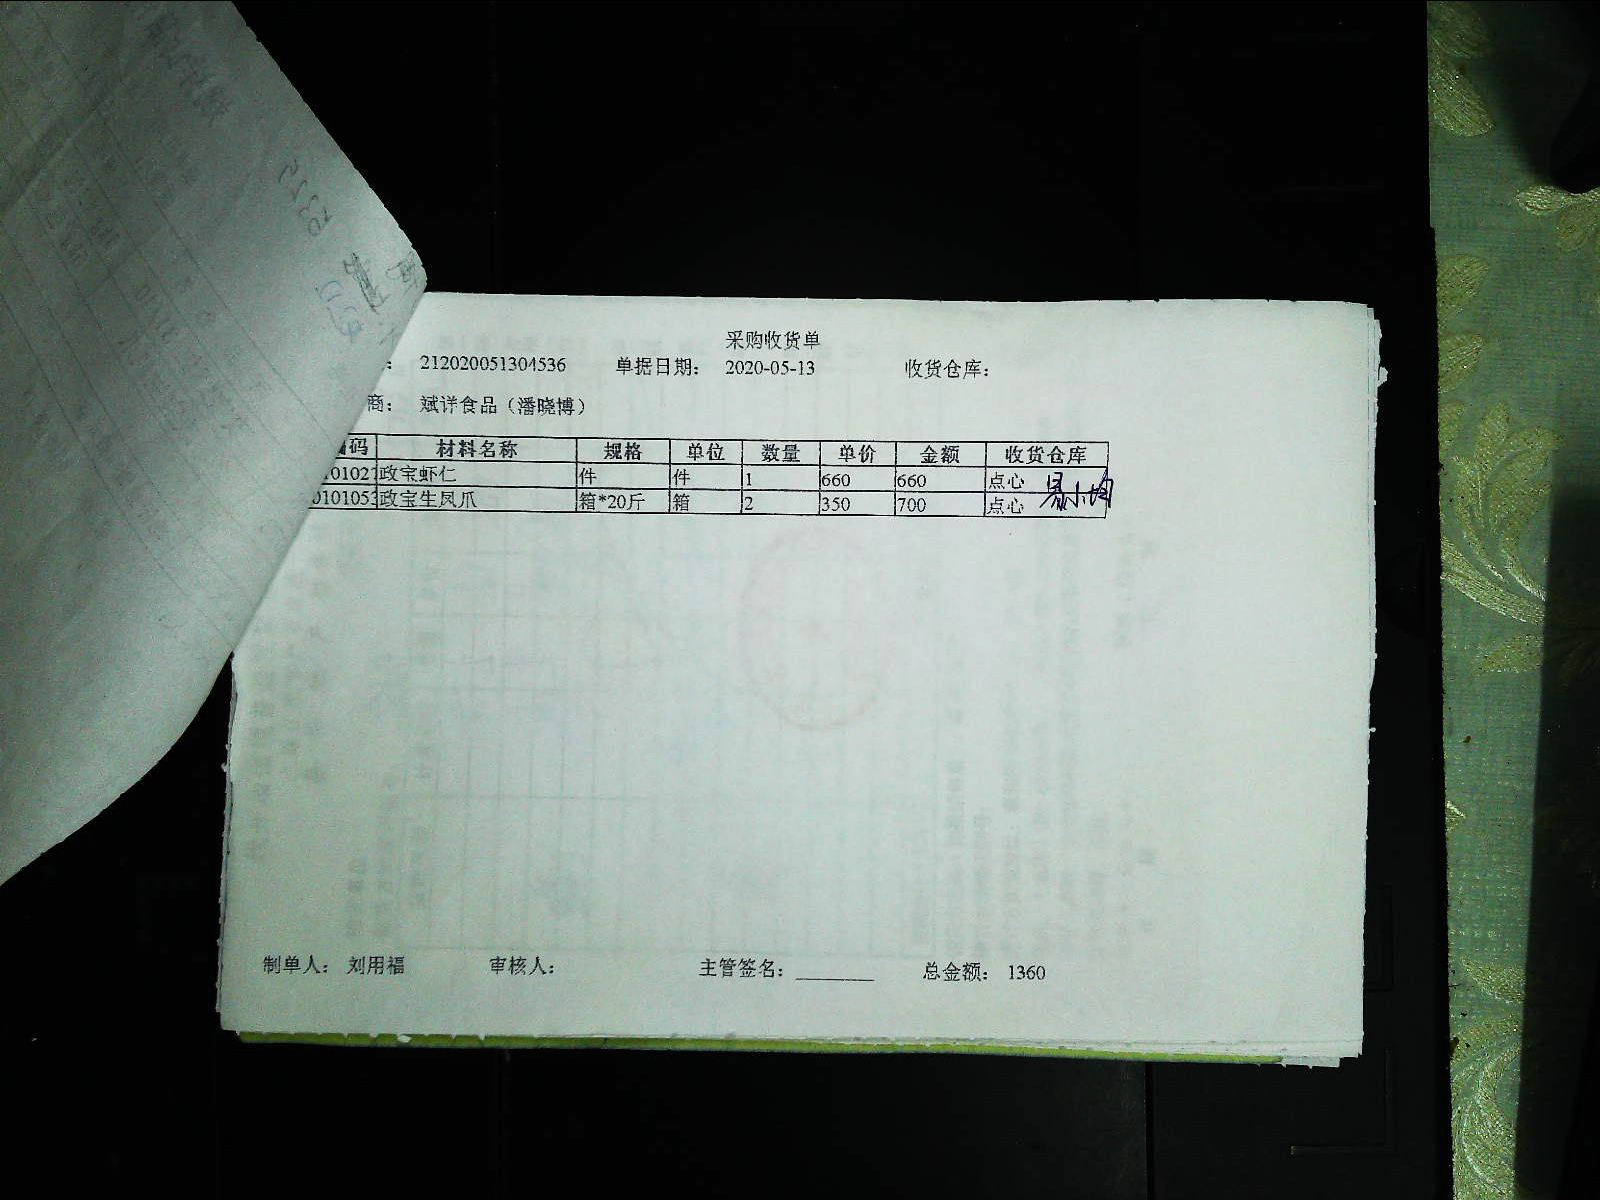 采购收货单
： 212020051304536 单据日期： 2020-05-13 收货仓库：
商： 斌详食品（潘晓博）
编码 材料名称 规格 单位 数量 单价 金额 收货仓库
政宝虾仁 件 件 1 660 660 点心
政宝生凤爪 箱*20斤 箱 2 350 700 点心
制单人： 刘用福 审核人： 主管签名： 总金额： 1360